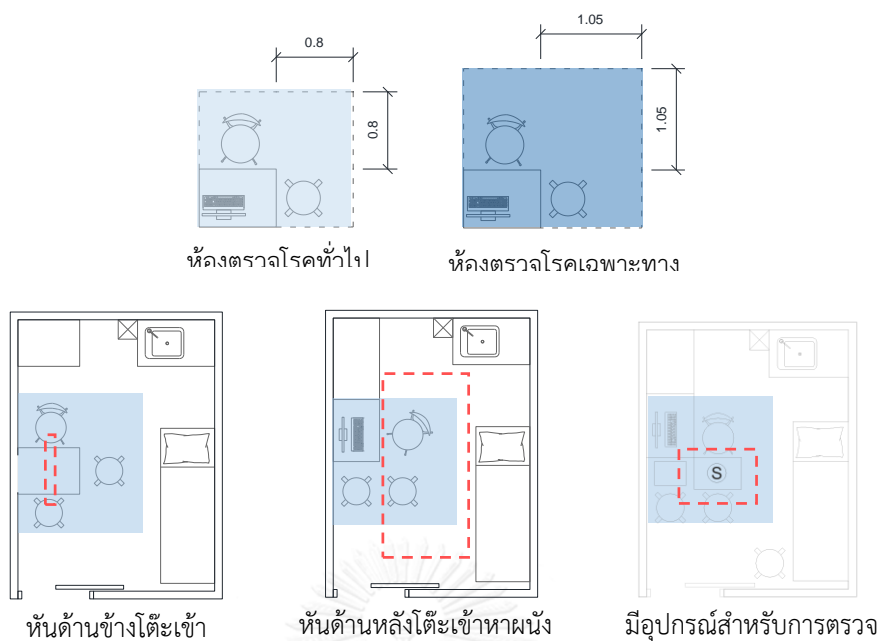 0.8
1.05
0.8
1.05
ห้องตรวจโรคทั่วไป
ห้องตรวจโรคเฉพาะทาง
S
หันด้านข้างโต๊ะเข้า
หันด้านหลังโต๊ะเข้าหาผนัง
มีอุปกรณ์สำหรับการตรวจ